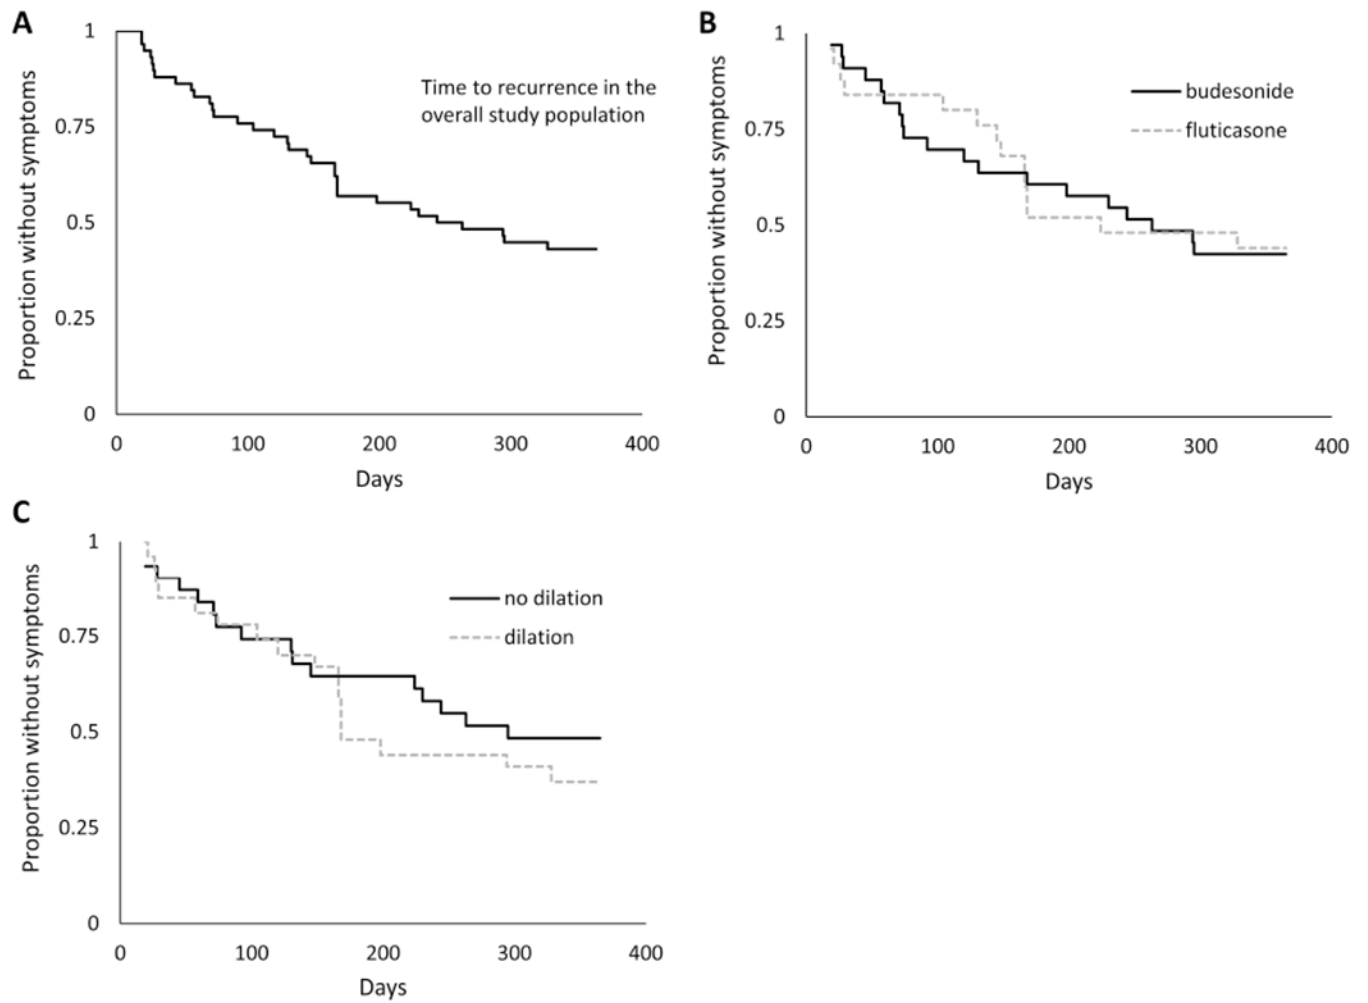 A
Proportion without symptoms
1
0.75
0.5
0.25
0
Time to recurrence in the
overall study population
0 100 200 300 400
Days
B
Proportion without symptoms
1
0.75
0.5
0.25
0
budesonide
fluticasone
0 100 200 300 400
Days
C
Proportion without symptoms
1
0.75
0.5
0.25
0
no dilation
dilation
0 100 200 300 400
Days